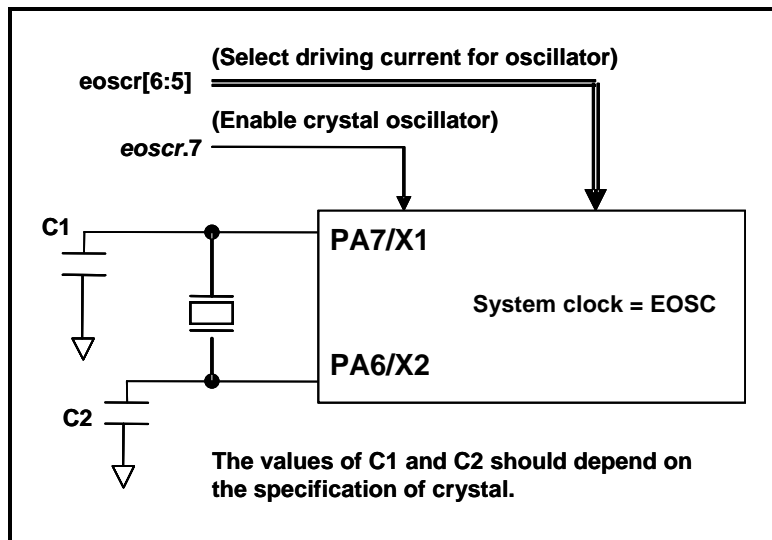 (Select driving current for oscillator)
eoscr[6:5]
(Enable crystal oscillator)
eoscr.7
C1
PA7/X1
System clock = EOSC
PA6/X2
C2
The values of C1 and C2 should depend on
the specification of crystal.